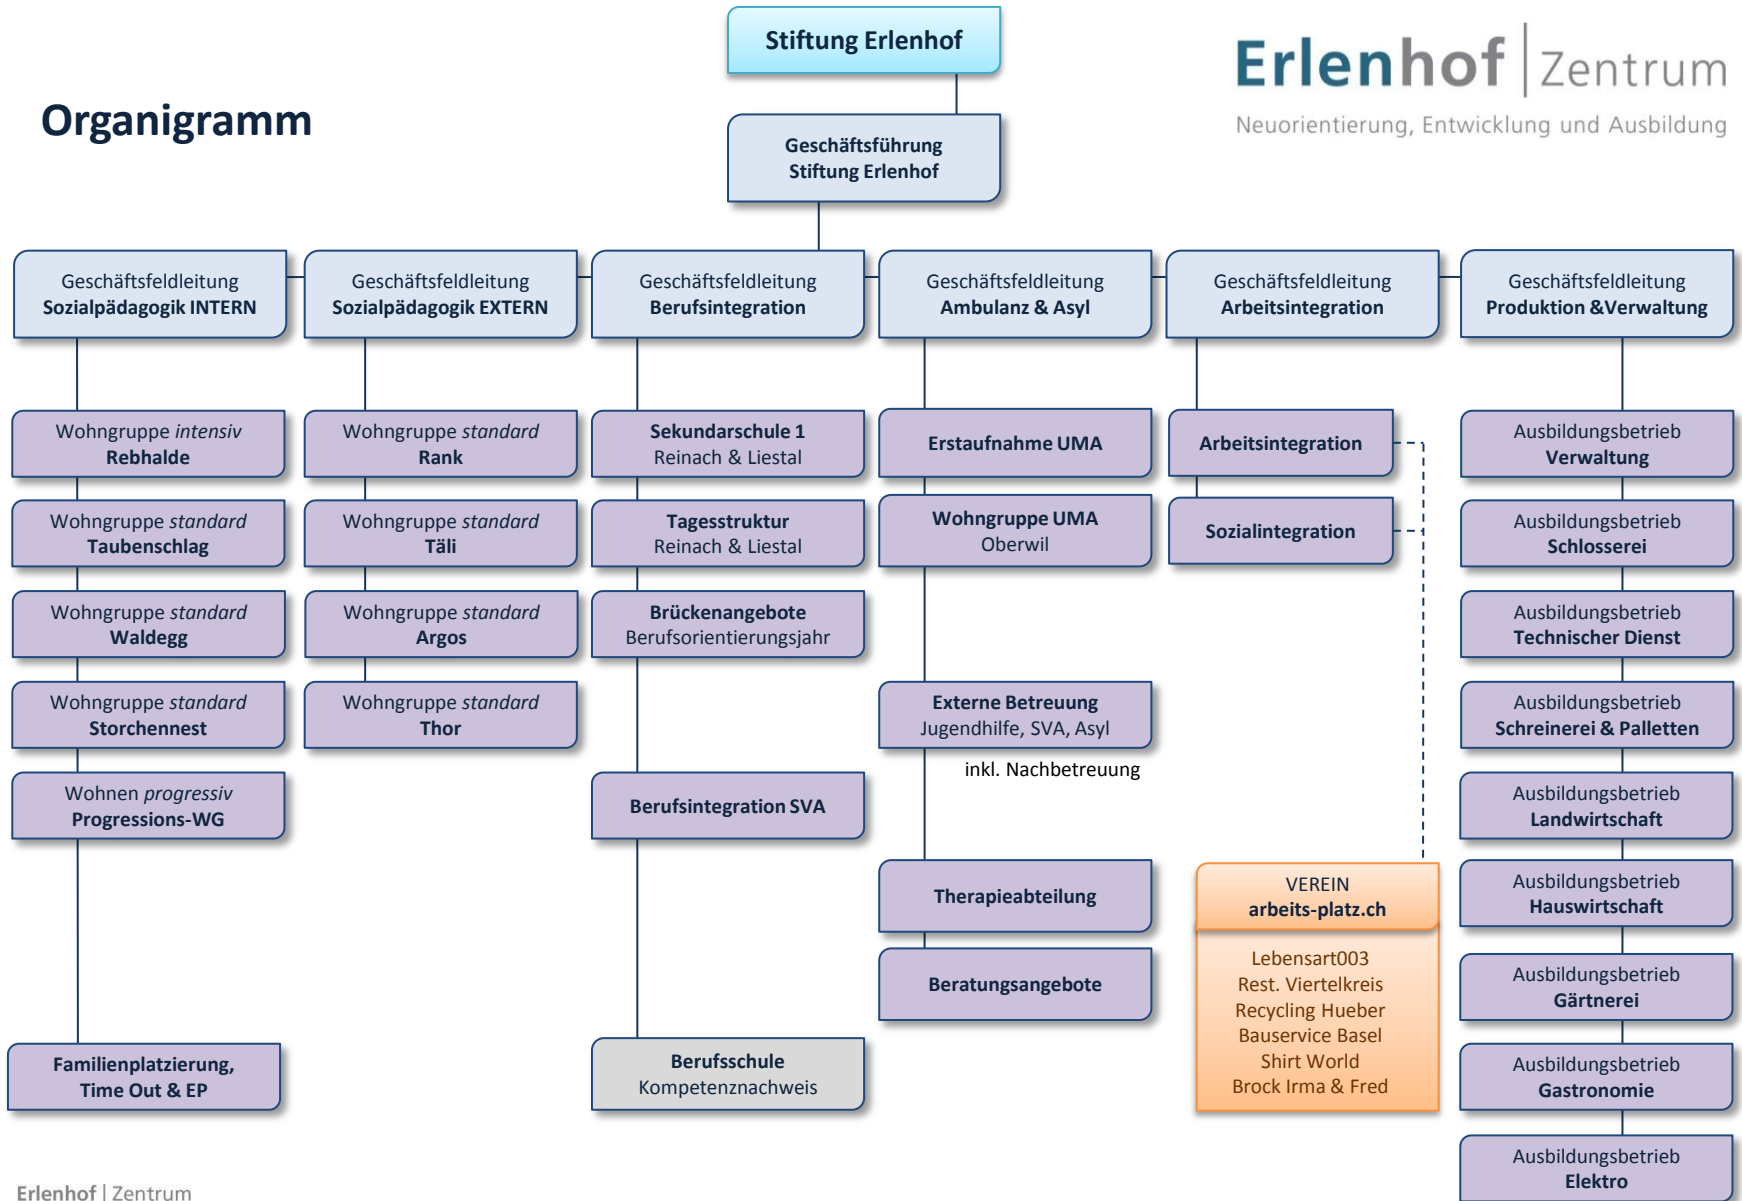 Stiftung Erlenhof
Erlenhof | Zentrum
Neuorientierung, Entwicklung und Ausbildung
Organigramm
Geschäftsführung
Stiftung Erlenhof
Geschäftsfeldleitung
Sozialpädagogik INTERN
Geschäftsfeldleitung
Sozialpädagogik EXTERN
Geschäftsfeldleitung
Berufsintegration
Geschäftsfeldleitung
Ambulanz & Asyl
Geschäftsfeldleitung
Arbeitsintegration
Geschäftsfeldleitung
Produktion &Verwaltung
Wohngruppe intensiv
Rebhalde
Wohngruppe standard
Taubenschlag
Wohngruppe standard
Waldegg
Wohngruppe standard
Storchennest
Wohnen progressiv
Progressions-WG
Familienplatzierung,
Time Out & EP
Wohngruppe standard
Rank
Wohngruppe standard
Täli
Wohngruppe standard
Argos
Wohngruppe standard
Thor
Sekundarschule 1
Reinach & Liestal
Tagesstruktur
Reinach & Liestal
Brückenangebote
Berufsorientierungsjahr
Berufsintegration SVA
Berufsschule
Kompetenznachweis
Erstaufnahme UMA
Wohngruppe UMA
Oberwil
Externe Betreuung
Jugendhilfe, SVA, Asyl
inkl. Nachbetreuung
Therapieabteilung
Beratungsangebote
Arbeitsintegration
Sozialintegration
VEREIN
arbeits-platz.ch
Lebensart003
Rest. Viertelkreis
Recycling Hueber
Bauservice Basel
Shirt World
Brock Irma & Fred
Ausbildungsbetrieb
Verwaltung
Ausbildungsbetrieb
Schlosserei
Ausbildungsbetrieb
Technischer Dienst
Ausbildungsbetrieb
Schreinerei & Palletten
Ausbildungsbetrieb
Landwirtschaft
Ausbildungsbetrieb
Hauswirtschaft
Ausbildungsbetrieb
Gärtnerei
Ausbildungsbetrieb
Gastronomie
Ausbildungsbetrieb
Elektro
Erlenhof | Zentrum